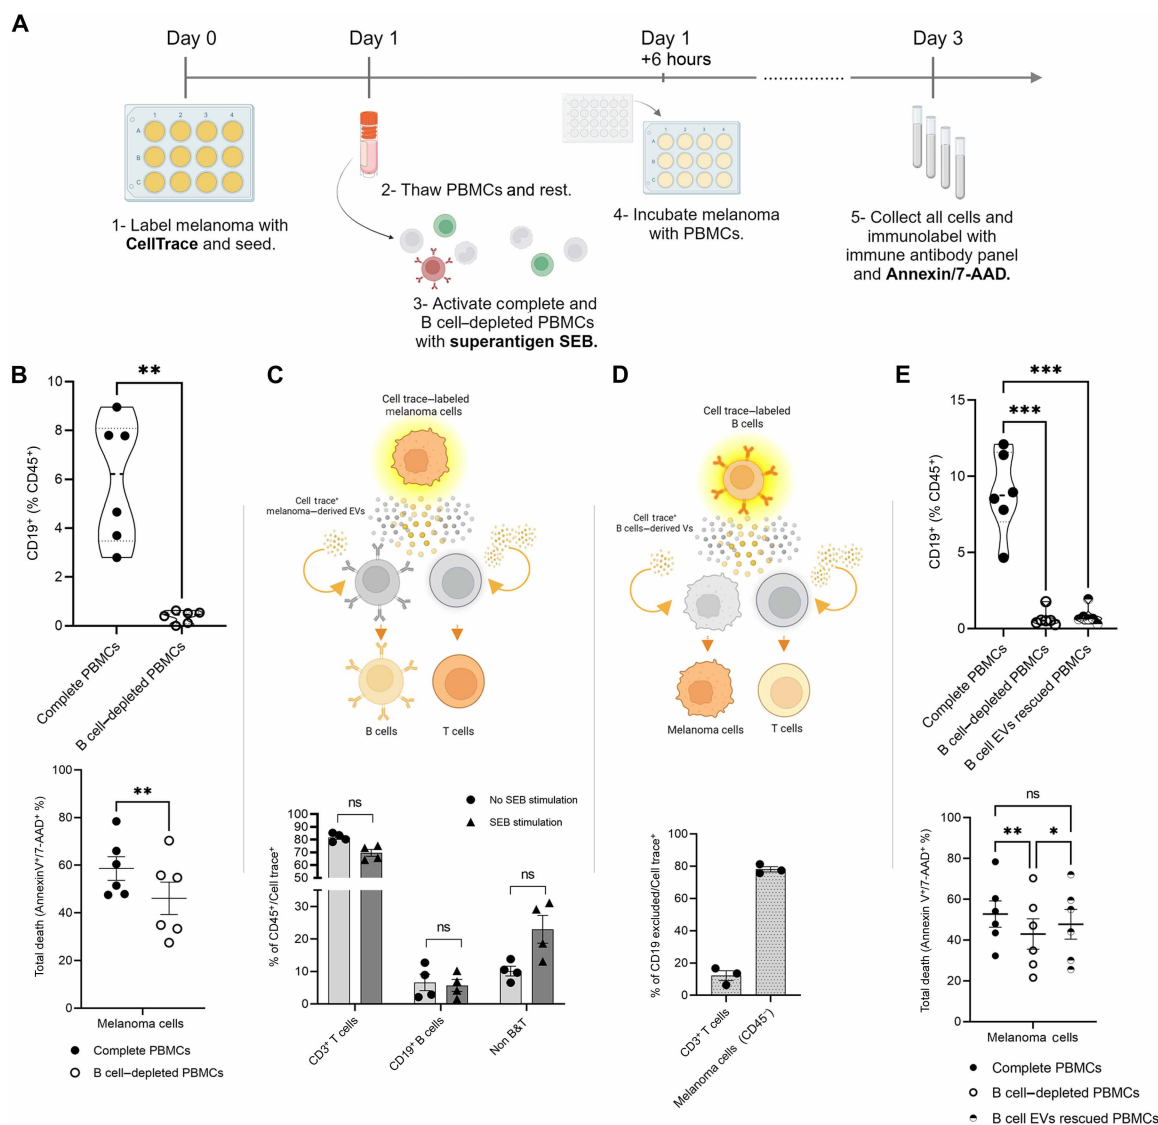 A
Day 0
Day 1
Day 1
+6 hours
Day 3
1 2 3 4
A
B
C
1- Label melanoma with
CellTrace and seed.
2- Thaw PBMCs and rest.
3- Activate complete and
B cell–depleted PBMCs
with superantigen SEB.
1 2 3 4
A
B
C
4- Incubate melanoma
with PBMCs.
5- Collect all cells and
immunolabel with
immune antibody panel
and Annexin/7-AAD.
B
**
CD19⁺ (% CD45⁺)
10
8
6
4
2
0
Complete PBMCs
B cell–depleted PBMCs
Total death (AnnexinV⁺/7-AAD⁺ %)
100
80
60
40
20
0
**
Melanoma cells
Complete PBMCs
B cell–depleted PBMCs
C
Cell trace–labeled
melanoma cells
Cell trace⁺
melanoma–derived EVs
B cells
T cells
No SEB stimulation
SEB stimulation
% of CD45⁺/Cell trace⁺
100
90
80
70
60
50
30
20
10
0
ns
ns
ns
CD3⁺ T cells
CD19⁺ B cells
Non B&T
D
Cell trace–labeled
B cells
Cell trace⁺
B cells–derived Vs
Melanoma cells
T cells
% of CD19 excluded/Cell trace⁺
100
80
60
40
20
0
CD3⁺ T cells
Melanoma cells (CD45⁻)
E
***
***
CD19⁺ (% CD45⁺)
15
10
5
0
Complete PBMCs
B cell–depleted PBMCs
B cell EVs rescued PBMCs
Total death (Annexin V⁺/7-AAD⁺ %)
100
80
60
40
20
0
ns
**
*
Melanoma cells
Complete PBMCs
B cell–depleted PBMCs
B cell EVs rescued PBMCs